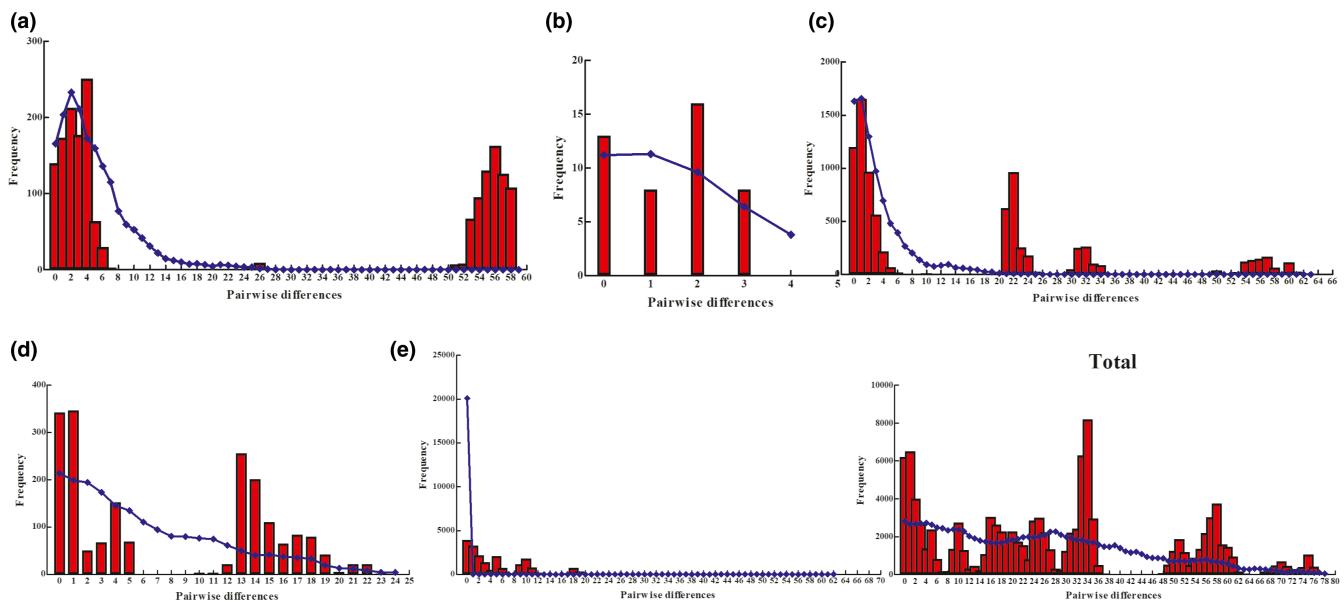 (a)
300
200
100
0
Frequency
0 2 4 6 8 10 12 14 16 18 20 22 24 26 28 30 32 34 36 38 40 42 44 46 48 50 52 54 56 58 60
Pairwise differences
(b)
20
15
10
5
0
Frequency
0 1 2 3 4 5
Pairwise differences
(c)
2000
1500
1000
500
0
Frequency
0 2 4 6 8 10 12 14 16 18 20 22 24 26 28 30 32 34 36 38 40 42 44 46 48 50 52 54 56 58 60 62 64 66
Pairwise differences
(d)
400
300
200
100
0
Frequency
0 1 2 3 4 5 6 7 8 9 10 11 12 13 14 15 16 17 18 19 20 21 22 23 24 25
Pairwise differences
(e)
25000
20000
15000
10000
5000
0
Frequency
0 2 4 6 8 10 12 14 16 18 20 22 24 26 28 30 32 34 36 38 40 42 44 46 48 50 52 54 56 58 60 62 64 66 68 70
Pairwise differences
Total
10000
8000
6000
4000
2000
0
Frequency
0 2 4 6 8 10 12 14 16 18 20 22 24 26 28 30 32 34 36 38 40 42 44 46 48 50 52 54 56 58 60 62 64 66 68 70 72 74 76 78 80
Pairwise differences